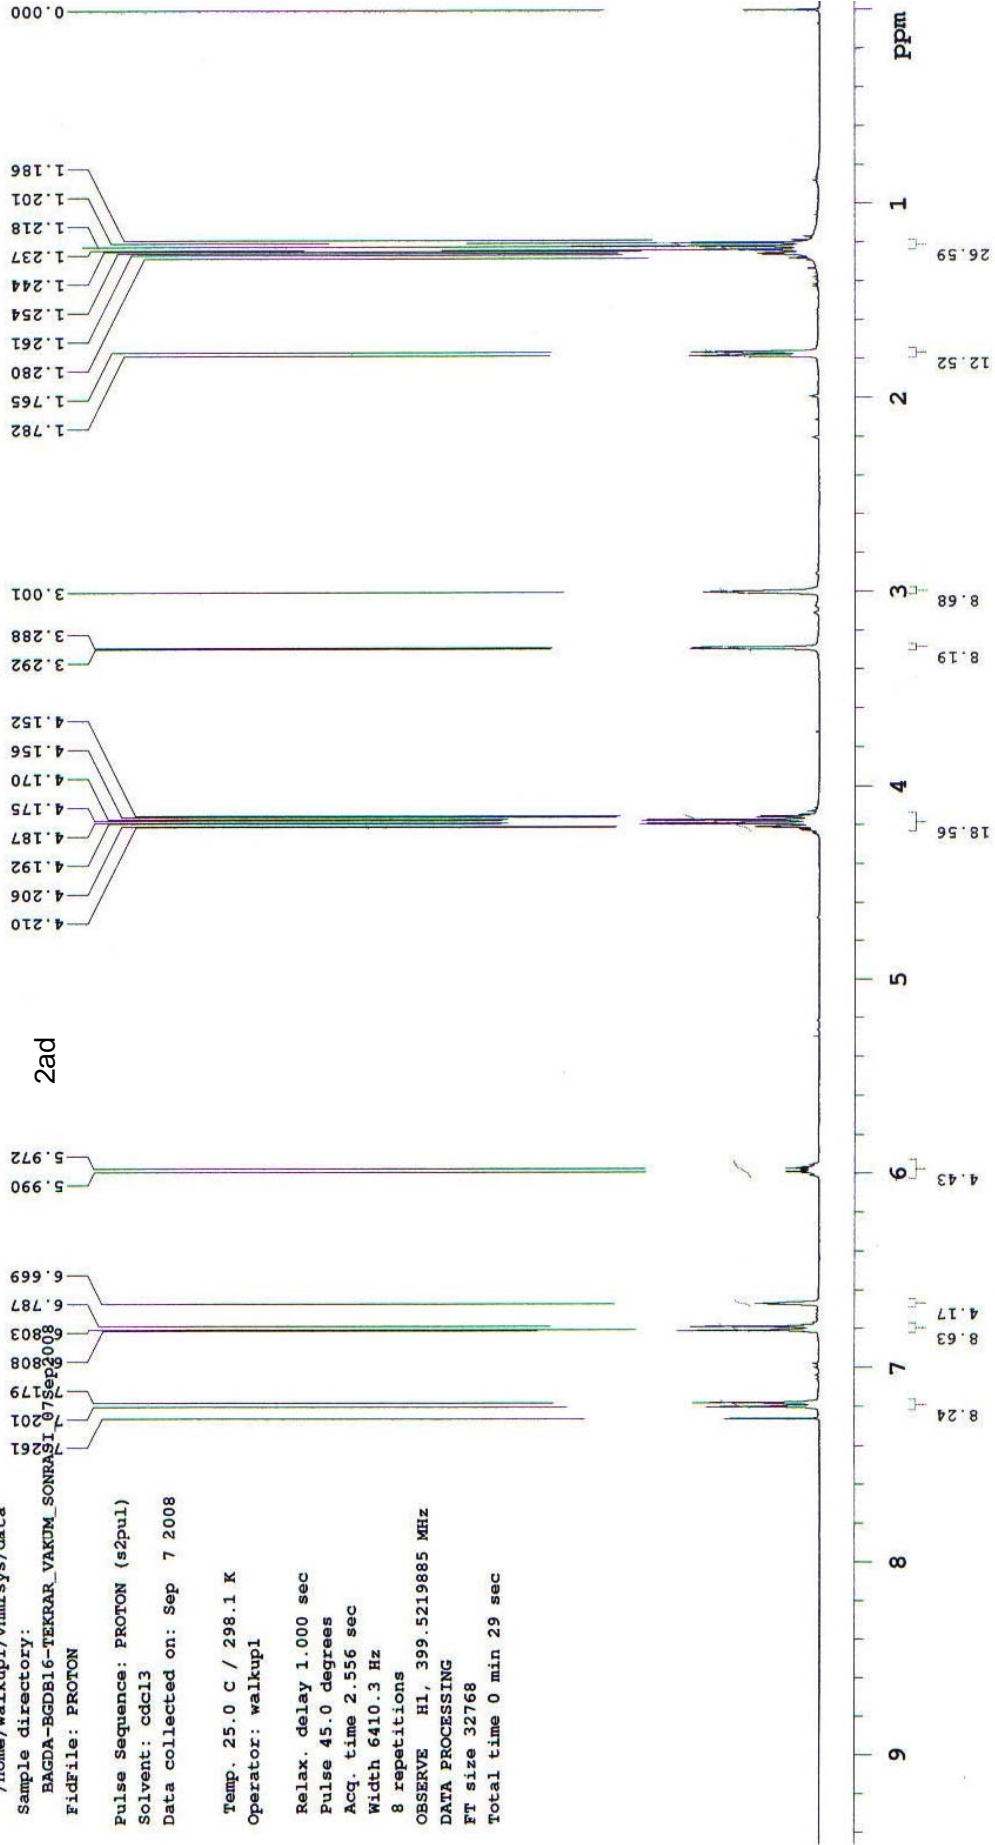 Sample directory:
BAGDA-BGDB16-TEKRAR_VAKUM_SONRASI_07Sep2008
FidFile: PROTON
Pulse Sequence: PROTON (s2pul)
Solvent: cdcl3
Data collected on: Sep 7 2008
Temp. 25.0 C / 298.1 K
Operator: walkup1
Relax. delay 1.000 sec
Pulse 45.0 degrees
Acq. time 2.556 sec
Width 6410.3 Hz
8 repetitions
OBSERVE H1, 399.5219885 MHz
DATA PROCESSING
FT size 32768
Total time 0 min 29 sec
2ad
7.261
7.201
7.179
6.808
6.803
6.787
6.669
5.990
5.972
4.210
4.206
4.192
4.187
4.175
4.170
4.156
4.152
3.292
3.288
3.001
1.782
1.765
1.280
1.261
1.254
1.244
1.237
1.218
1.201
1.186
0.000
9 8 7 6 5 4 3 2 1 ppm
8.24 8.63 4.17 4.43 18.56 8.19 8.68 12.52 26.59